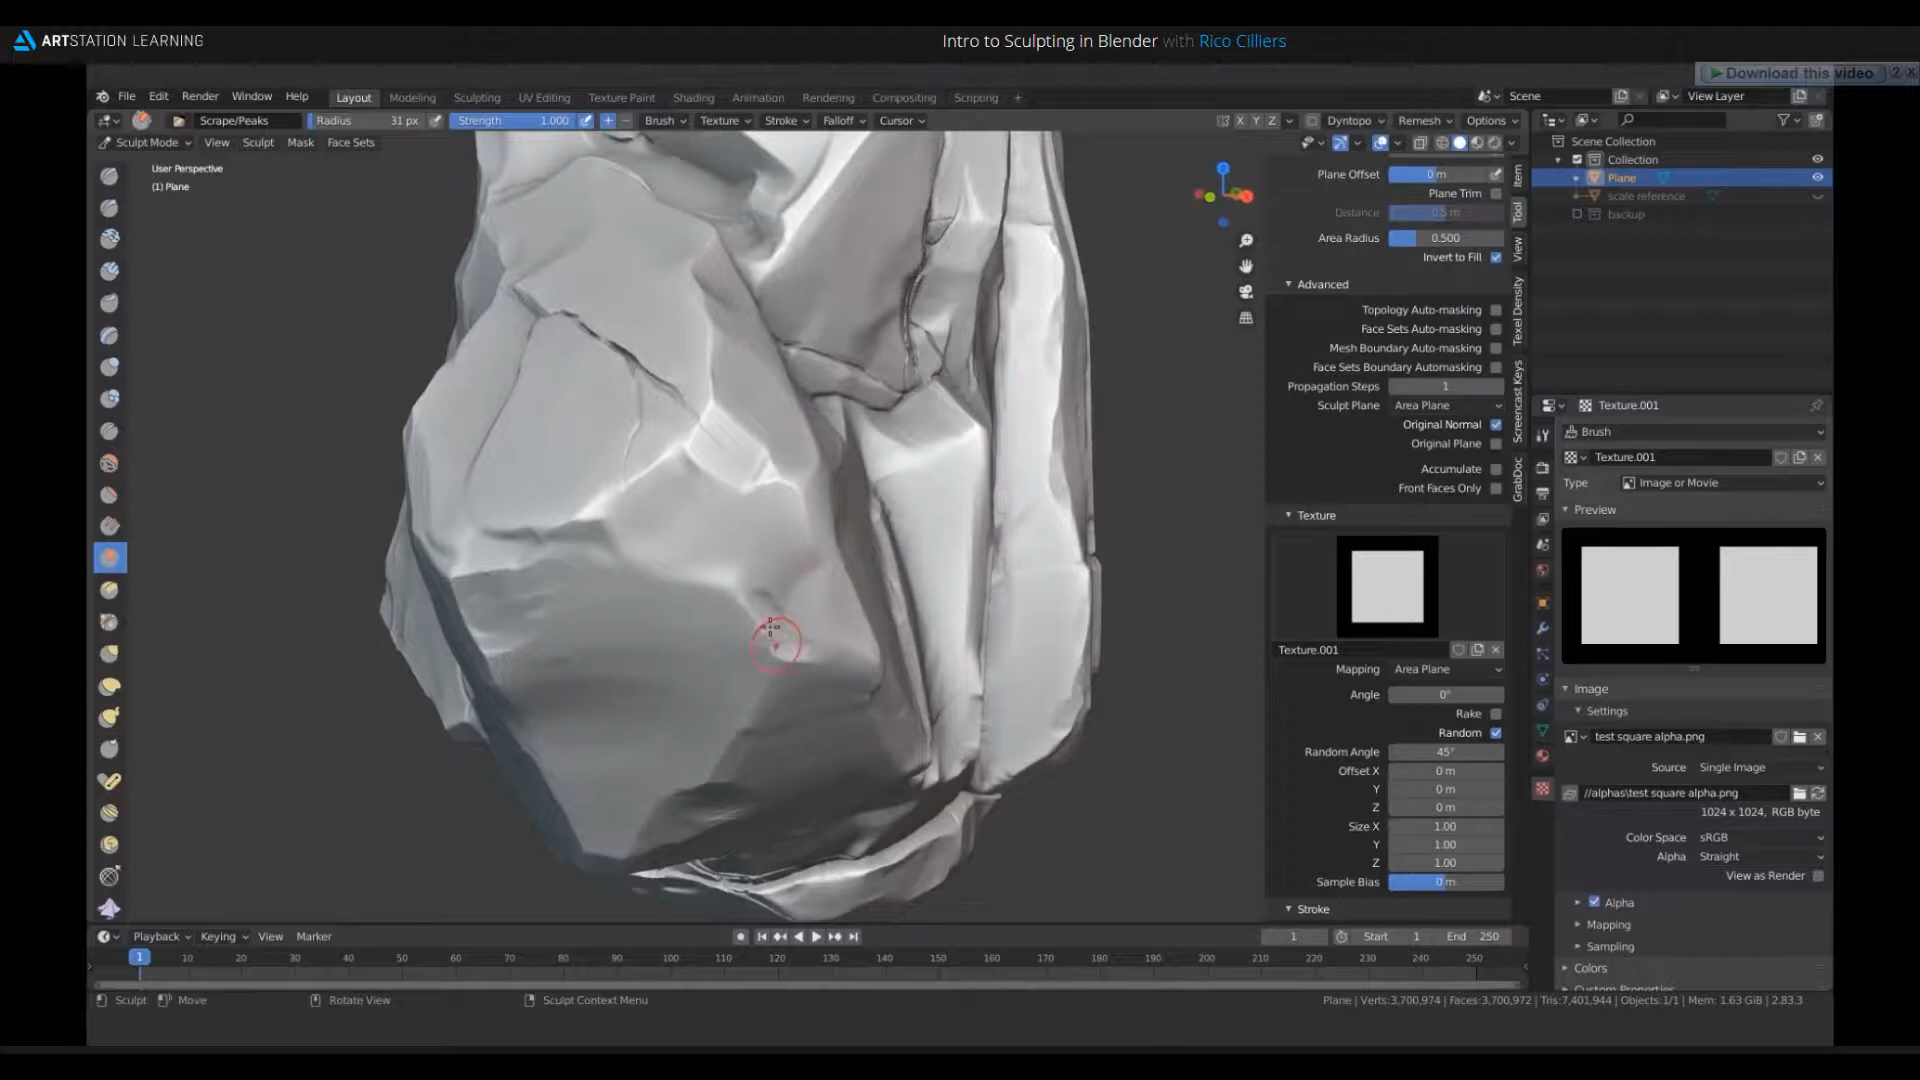 ARTSTATION LEARNING
Intro to Sculpting in Blender with Rico Cilliers
Download this video ? x
File Edit Render Window Help
Layout Modeling Sculpting UV Editing Texture Paint Shading Animation Rendering Compositing Scripting +
Scene View Layer
Scrape/Peaks Radius 31 px Strength 1.000 + Brush Texture Stroke Falloff Cursor
X Y Z Dyntopo Remesh Options
Sculpt Mode View Sculpt Mask Face Sets
User Perspective
(1) Plane
Plane Offset 0 m
Plane Trim
Distance 0.5 m
Area Radius 0.500
Invert to Fill
Advanced
Topology Auto-masking
Face Sets Auto-masking
Mesh Boundary Auto-masking
Face Sets Boundary Automasking
Propagation Steps 1
Sculpt Plane Area Plane
Original Normal
Original Plane
Accumulate
Front Faces Only
Texture
Texture.001
Mapping Area Plane
Angle 0°
Rake
Random
Random Angle 45°
Offset X 0 m
Y 0 m
Z 0 m
Size X 1.00
Y 1.00
Z 1.00
Sample Bias 0 m
Stroke
Item
Tool
View
Texel Density
Screencast Keys
GrabDoc
Scene Collection
Collection
Plane
scale reference
backup
Texture.001
Brush
Texture.001
Type Image or Movie
Preview
Image
Settings
test square alpha.png
Source Single Image
//alphas\test square alpha.png
1024 x 1024, RGB byte
Color Space sRGB
Alpha Straight
View as Render
Alpha
Mapping
Sampling
Colors
Custom Properties
Playback Keying View Marker
1 Start 1 End 250
1 10 20 30 40 50 60 70 80 90 100 110 120 130 140 150 160 170 180 190 200 210 220 230 240 250
Sculpt Move Rotate View Sculpt Context Menu
Plane | Verts:3,700,974 | Faces:3,700,972 | Tris:7,401,944 | Objects:1/1 | Mem: 1.63 GiB | 2.83.3